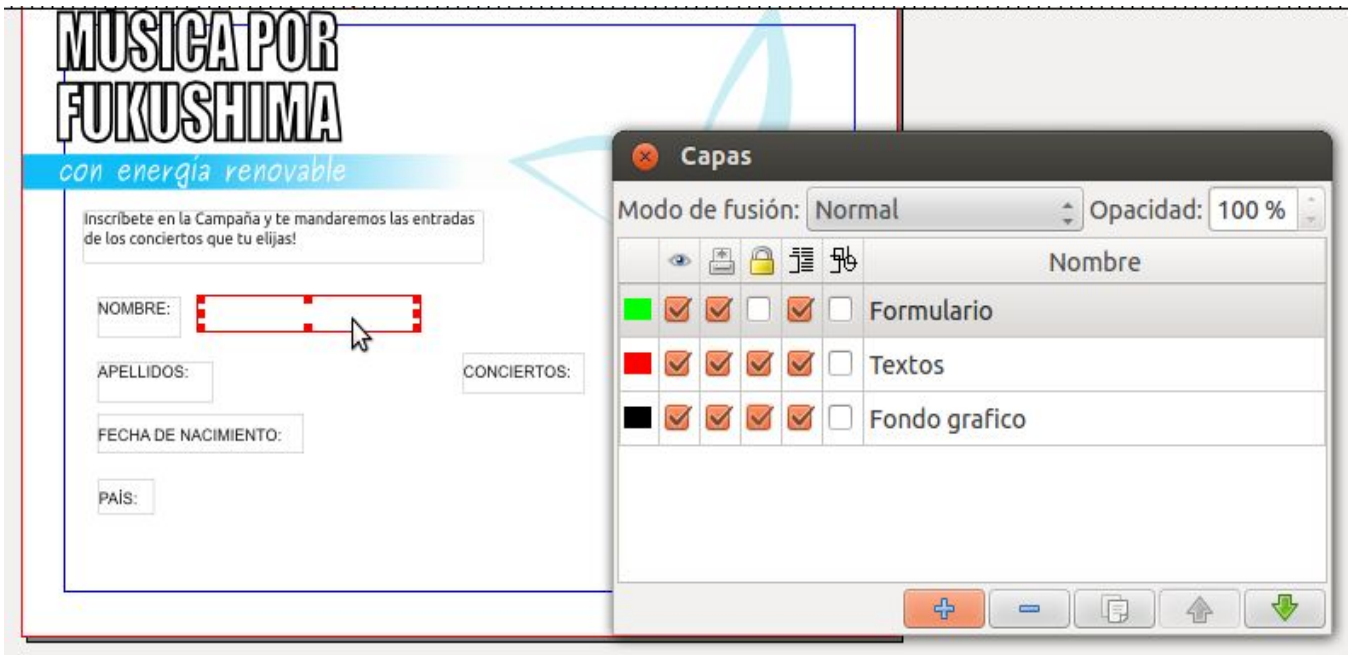 MÚSICA POR
FUKUSHIMA
con energía renovable
Inscríbete en la Campaña y te mandaremos las entradas
de los conciertos que tu elijas!
NOMBRE:
APELLIDOS:
CONCIERTOS:
FECHA DE NACIMIENTO:
PAÍS:
Capas
Modo de fusión: Normal Opacidad: 100 %
Nombre
Formulario
Textos
Fondo grafico